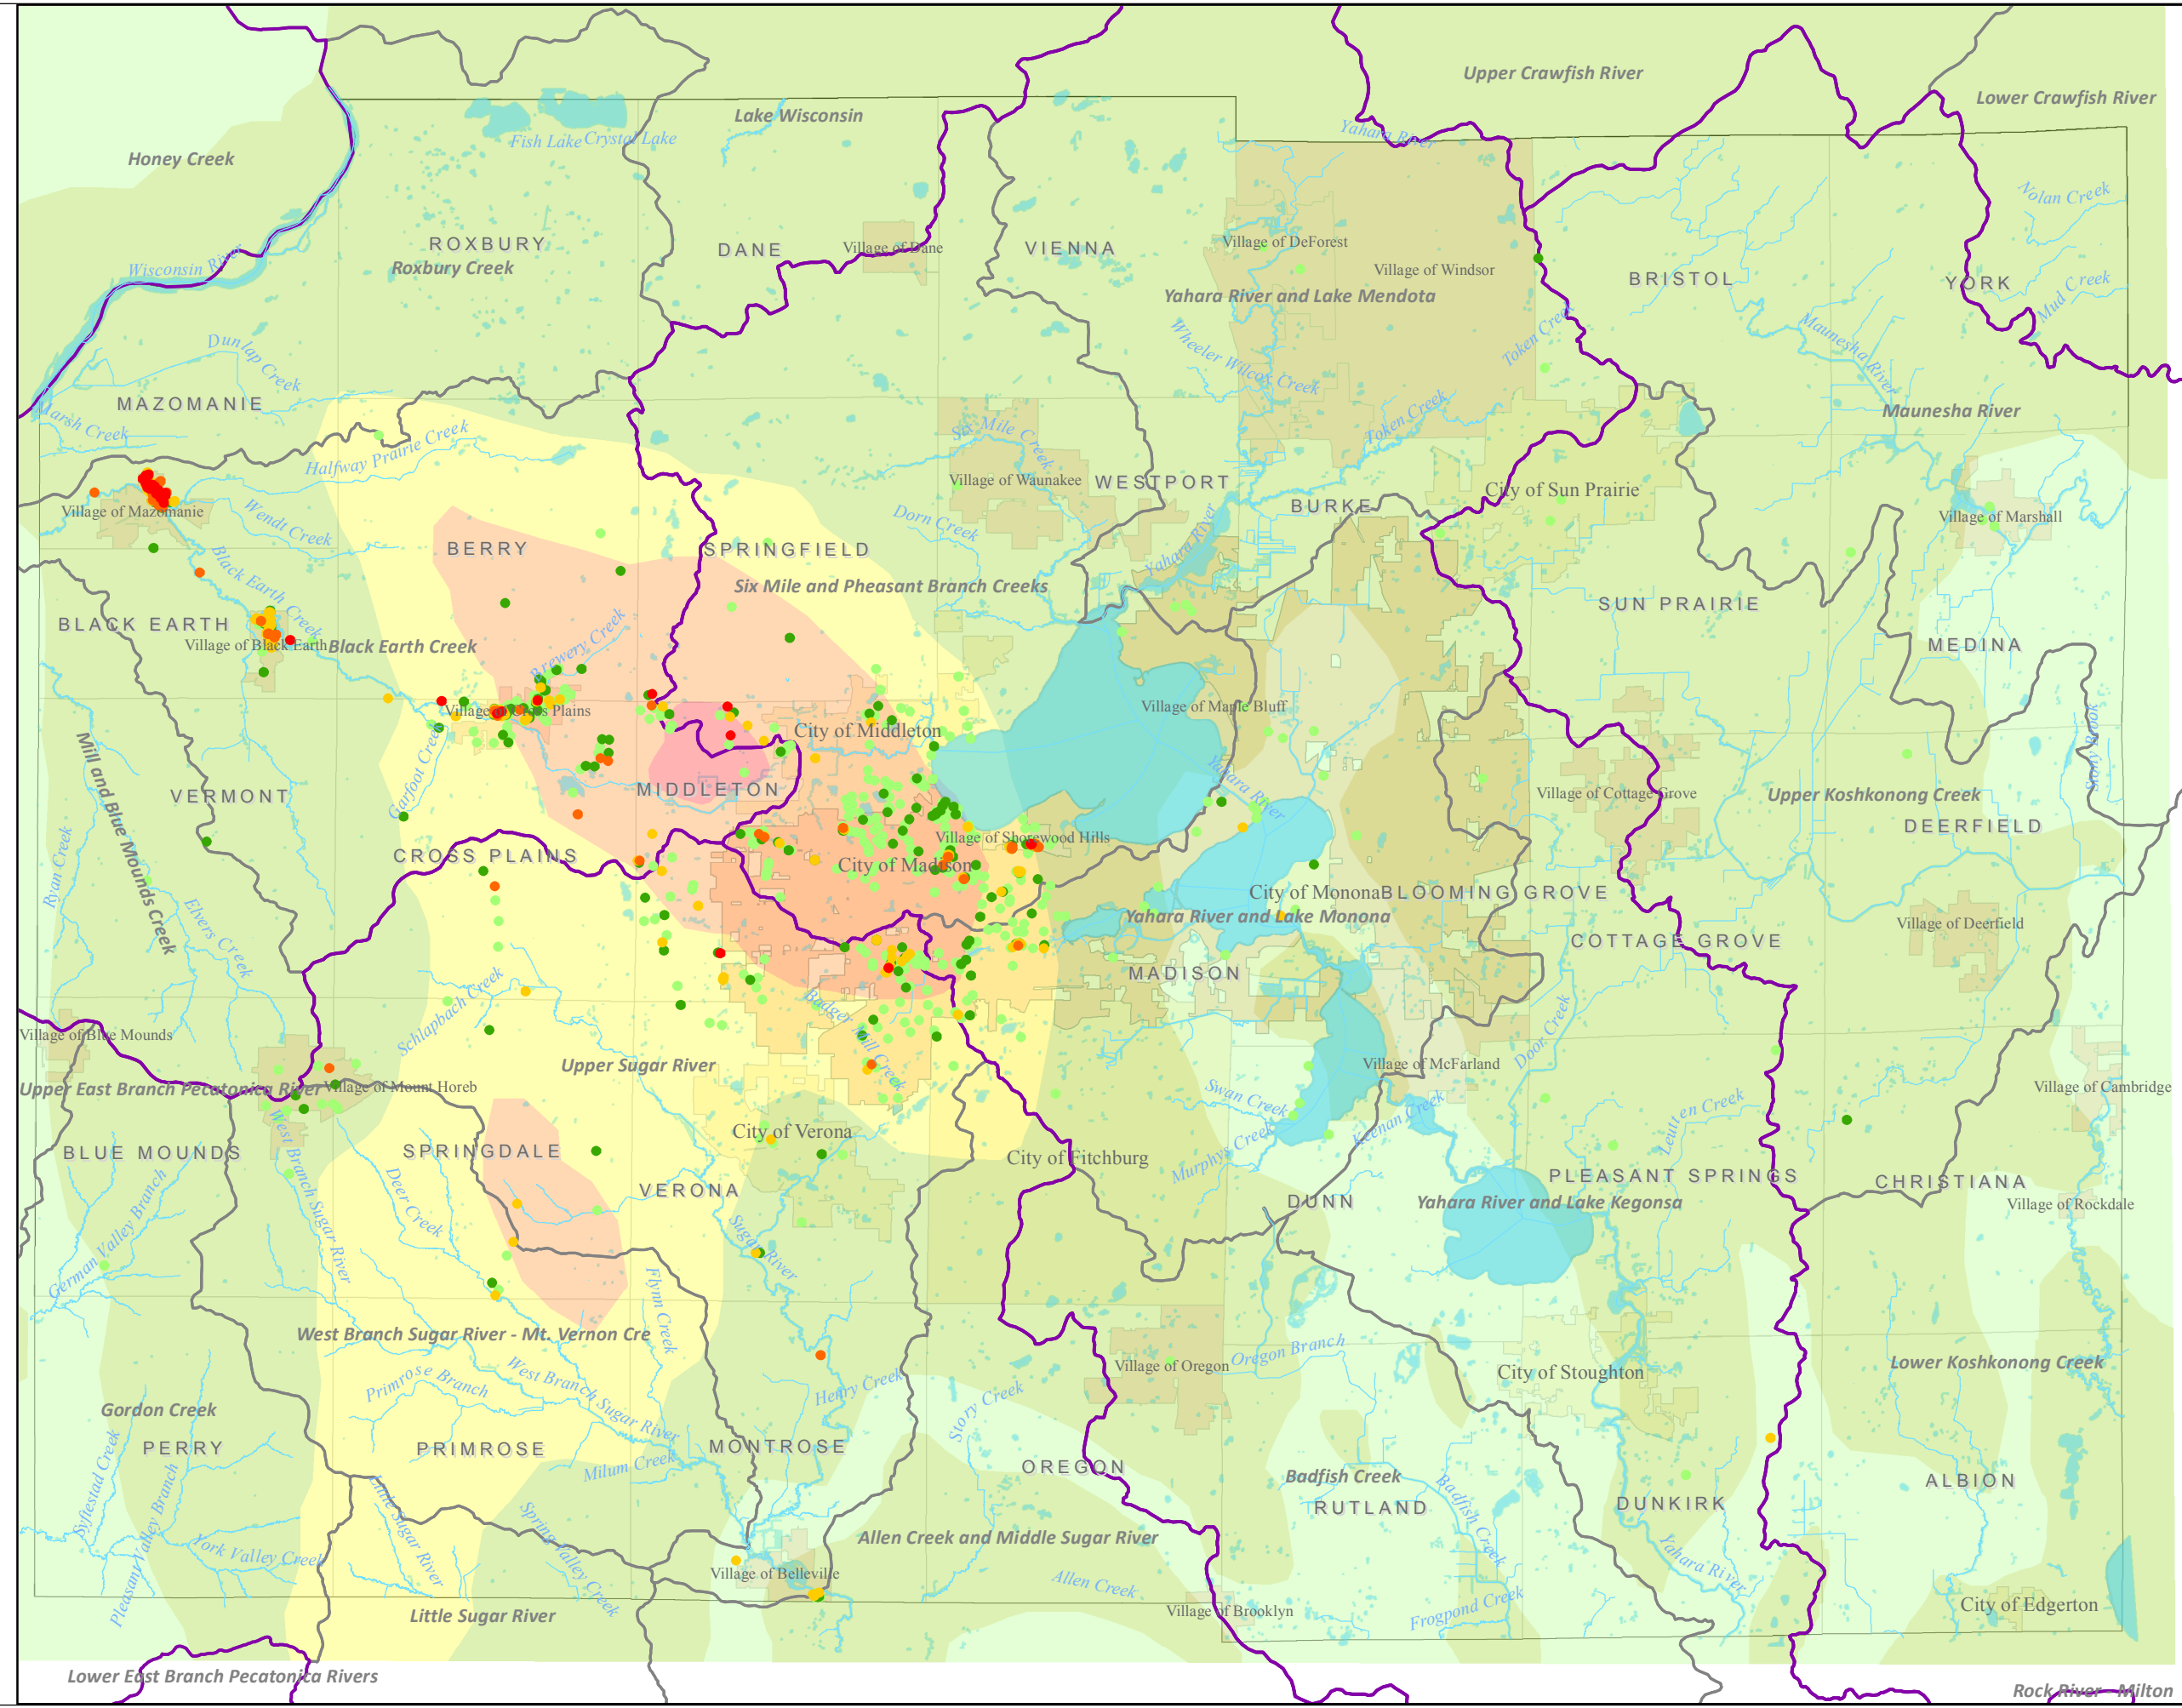 Upper Crawfish River
Lower Crawfish River
Lake Wisconsin
Yahara River
Fish Lake
Crystal Lake
Honey Creek
Nolan Creek
ROXBURY
Roxbury Creek
DANE
Village of Dane
VIENNA
Village of DeForest
Village of Windsor
BRISTOL
YORK
Wisconsin River
Yahara River and Lake Mendota
Mud Creek
Dunlap Creek
Wheeler Wilcox Creek
Token Creek
Maunesha River
MAZOMANIE
Marsh Creek
Halfway Prairie Creek
Six-Mile Creek
Token Creek
Maunesha River
Village of Waunakee
WESTPORT
City of Sun Prairie
Village of Mazomanie
Wendt Creek
Dorn Creek
BURKE
Village of Marshall
BERRY
SPRINGFIELD
Yahara River
Black Earth Creek
Six Mile and Pheasant Branch Creeks
SUN PRAIRIE
BLACK EARTH
Village of Black Earth
Black Earth Creek
Brewery Creek
MEDINA
Village of Cross Plains
City of Middleton
Village of Maple Bluff
Stony Brook
Garfoot Creek
MIDDLETON
Yahara River
Village of Cottage Grove
Upper Koshkonong Creek
VERMONT
Mill and Blue Mounds Creek
Village of Shorewood Hills
DEERFIELD
CROSS PLAINS
City of Madison
Ryan Creek
City of Monona
BLOOMING GROVE
Yahara River and Lake Monona
Village of Deerfield
Elvers Creek
COTTAGE GROVE
MADISON
Schlapbach Creek
Badger Mill Creek
Door Creek
Village of Blue Mounds
Upper Sugar River
Village of McFarland
Upper East Branch Pecatonica River
Village of Mount Horeb
Swan Creek
Keenan Creek
Leuten Creek
Village of Cambridge
City of Verona
BLUE MOUNDS
SPRINGDALE
City of Fitchburg
Murphys Creek
PLEASANT SPRINGS
CHRISTIANA
West Branch Sugar River
Deer Creek
VERONA
DUNN
Yahara River and Lake Kegonsa
Village of Rockdale
German Valley Branch
Sugar River
Flynn Creek
West Branch Sugar River - Mt. Vernon Cre
Oregon Branch
Village of Oregon
City of Stoughton
Lower Koshkonong Creek
Primrose Branch
West Branch Sugar River
Henry Creek
Story Creek
Gordon Creek
PERRY
PRIMROSE
MONTROSE
Milum Creek
OREGON
Badfish Creek
RUTLAND
Badfish Creek
DUNKIRK
ALBION
Syftestad Creek
Pleasant Valley Branch
Little Sugar River
Spring Valley Creek
York Valley Creek
Allen Creek and Middle Sugar River
Yahara River
Village of Belleville
Allen Creek
Village of Brooklyn
Frogpond Creek
City of Edgerton
Little Sugar River
Lower East Branch Pecatonica Rivers
Rock River - Milton